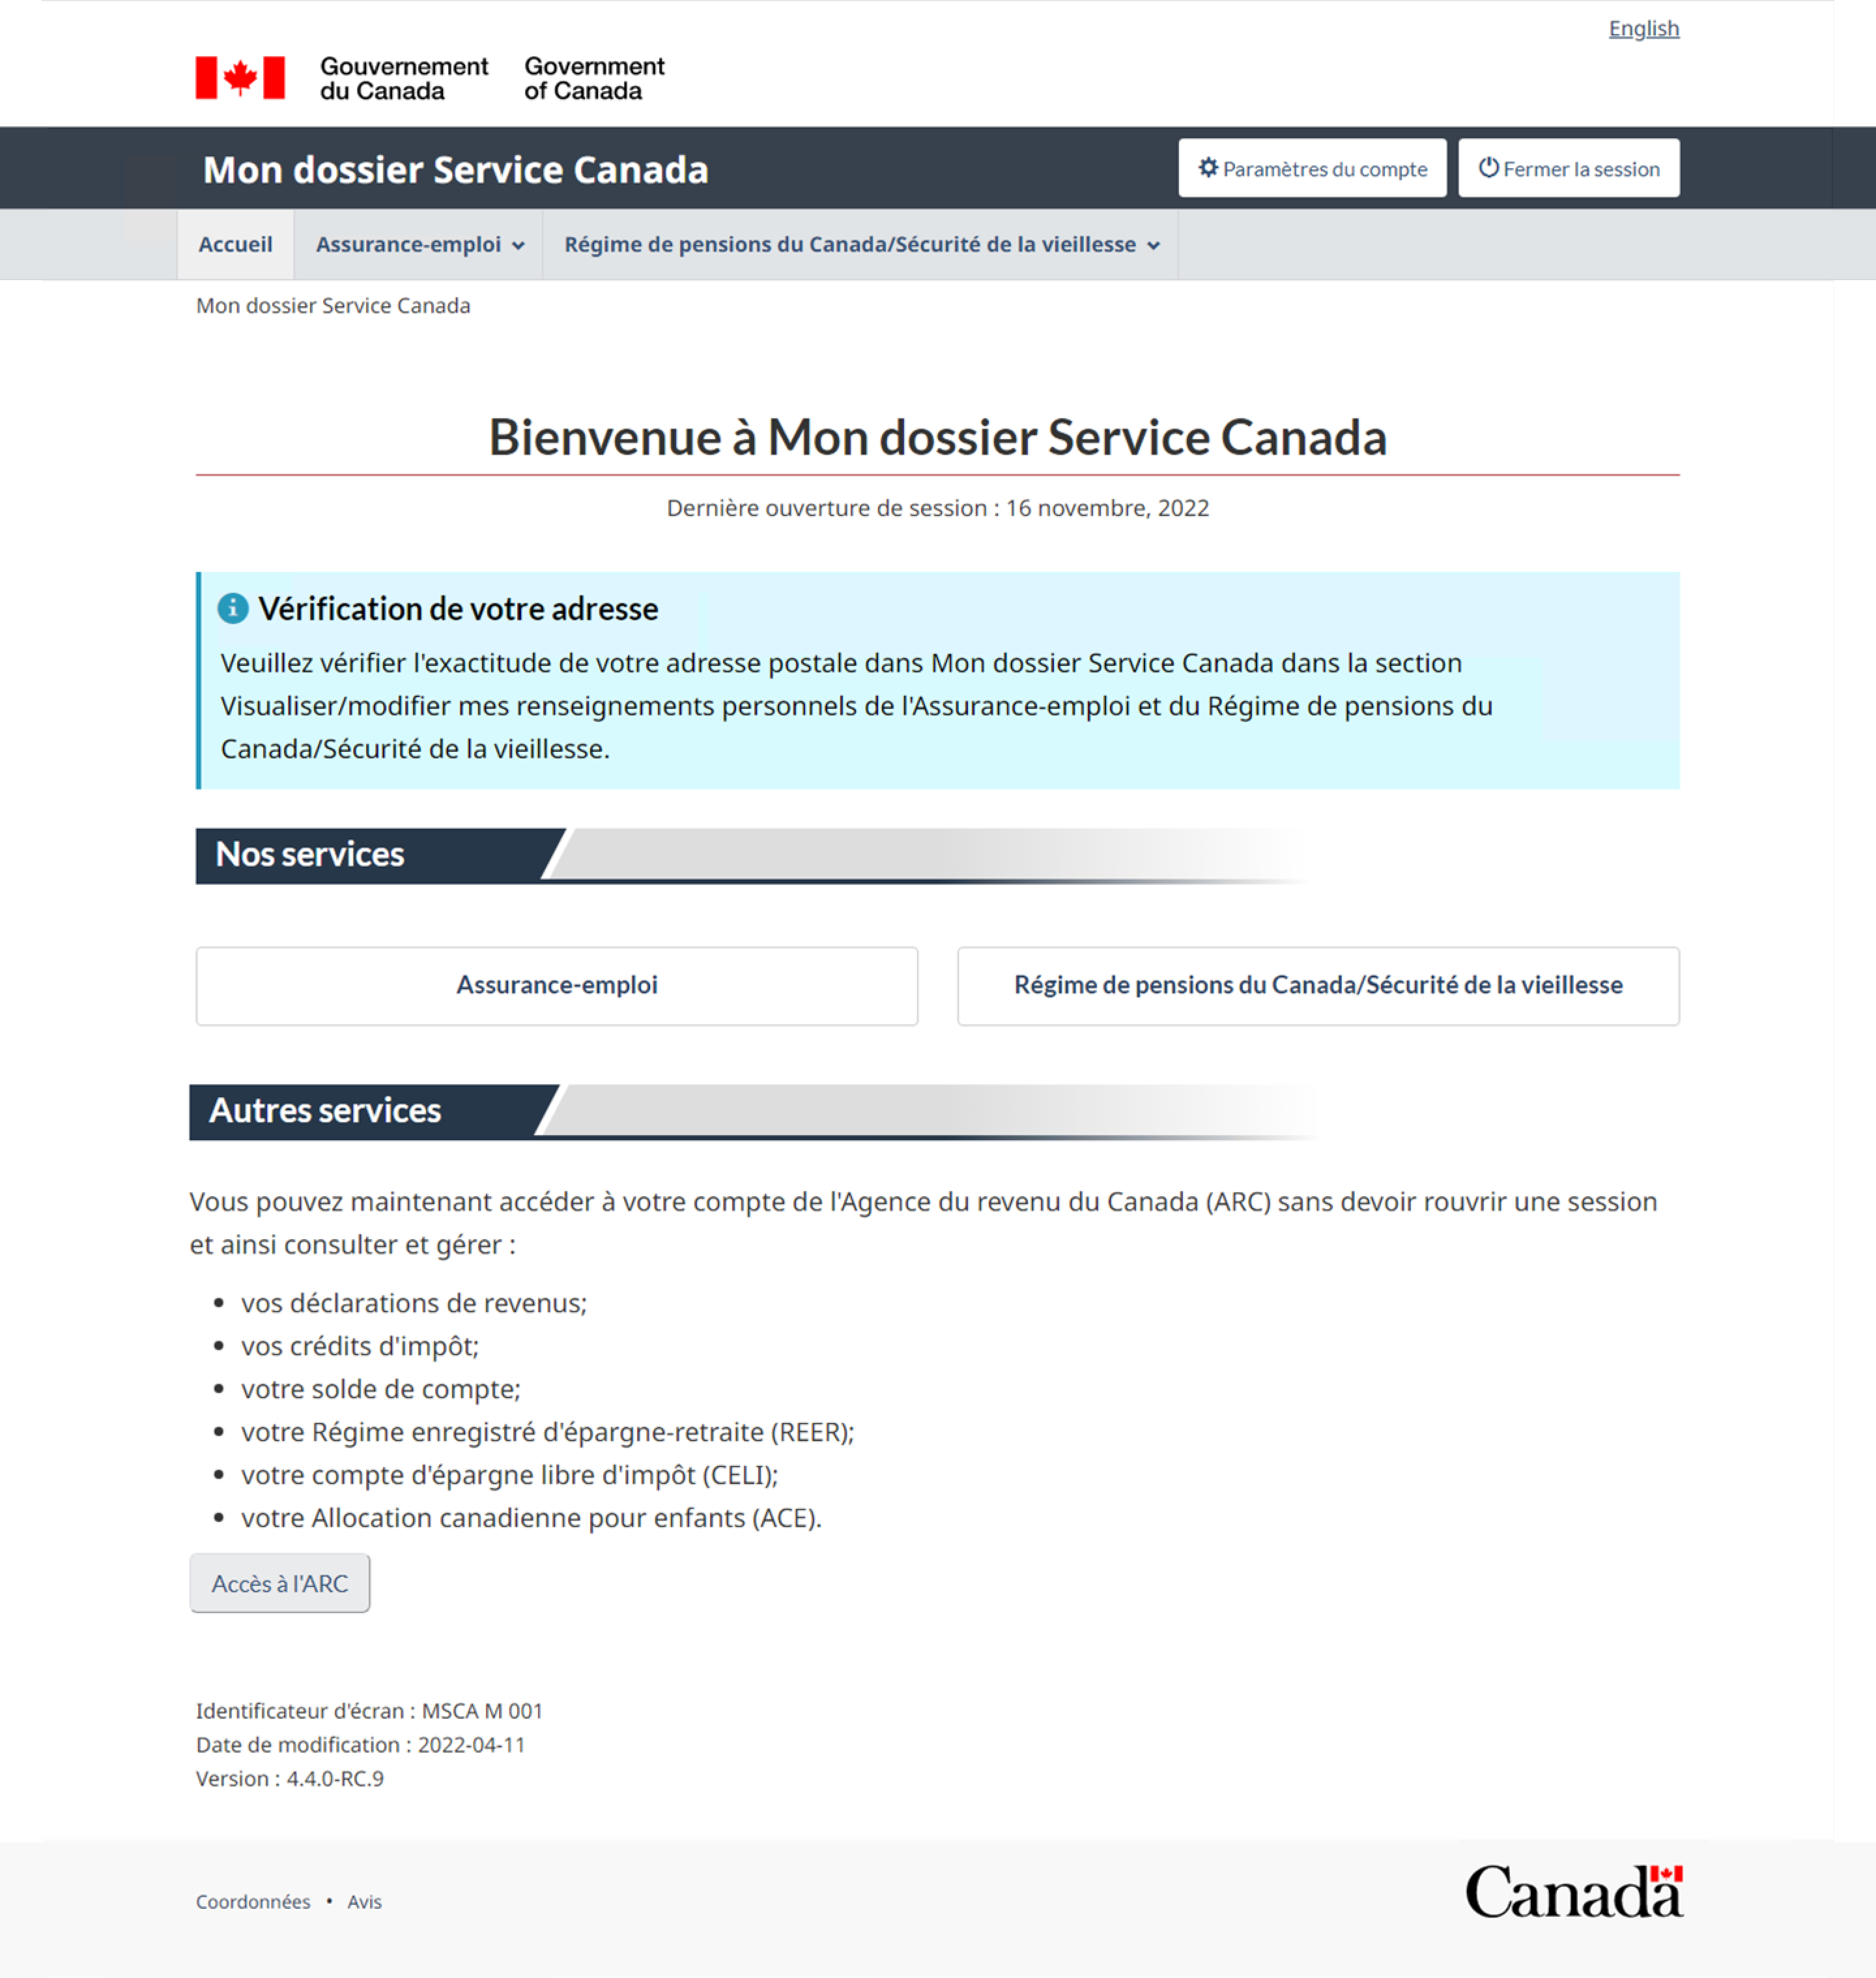 English
Gouvernement Government
du Canada of Canada
Mon dossier Service Canada
Paramètres du compte
Fermer la session
Accueil
Assurance-emploi
Régime de pensions du Canada/Sécurité de la vieillesse
Mon dossier Service Canada
Bienvenue à Mon dossier Service Canada
Dernière ouverture de session : 16 novembre, 2022
Vérification de votre adresse
Veuillez vérifier l'exactitude de votre adresse postale dans Mon dossier Service Canada dans la section
Visualiser/modifier mes renseignements personnels de l'Assurance-emploi et du Régime de pensions du
Canada/Sécurité de la vieillesse.
Nos services
Assurance-emploi
Régime de pensions du Canada/Sécurité de la vieillesse
Autres services
Vous pouvez maintenant accéder à votre compte de l'Agence du revenu du Canada (ARC) sans devoir rouvrir une session
et ainsi consulter et gérer :
• vos déclarations de revenus;
• vos crédits d'impôt;
• votre solde de compte;
• votre Régime enregistré d'épargne-retraite (REER);
• votre compte d'épargne libre d'impôt (CELI);
• votre Allocation canadienne pour enfants (ACE).
Accès à l'ARC
Identificateur d'écran : MSCA M 001
Date de modification : 2022-04-11
Version : 4.4.0-RC.9
Coordonnées • Avis
Canada